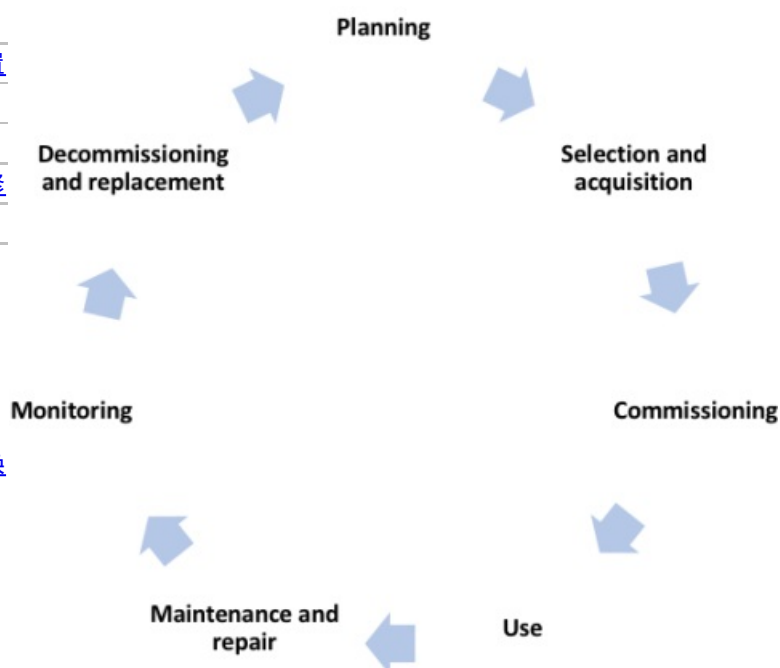 Planning
Selection and
acquisition
Commissioning
Use
Maintenance and
repair
Monitoring
Decommissioning
and replacement